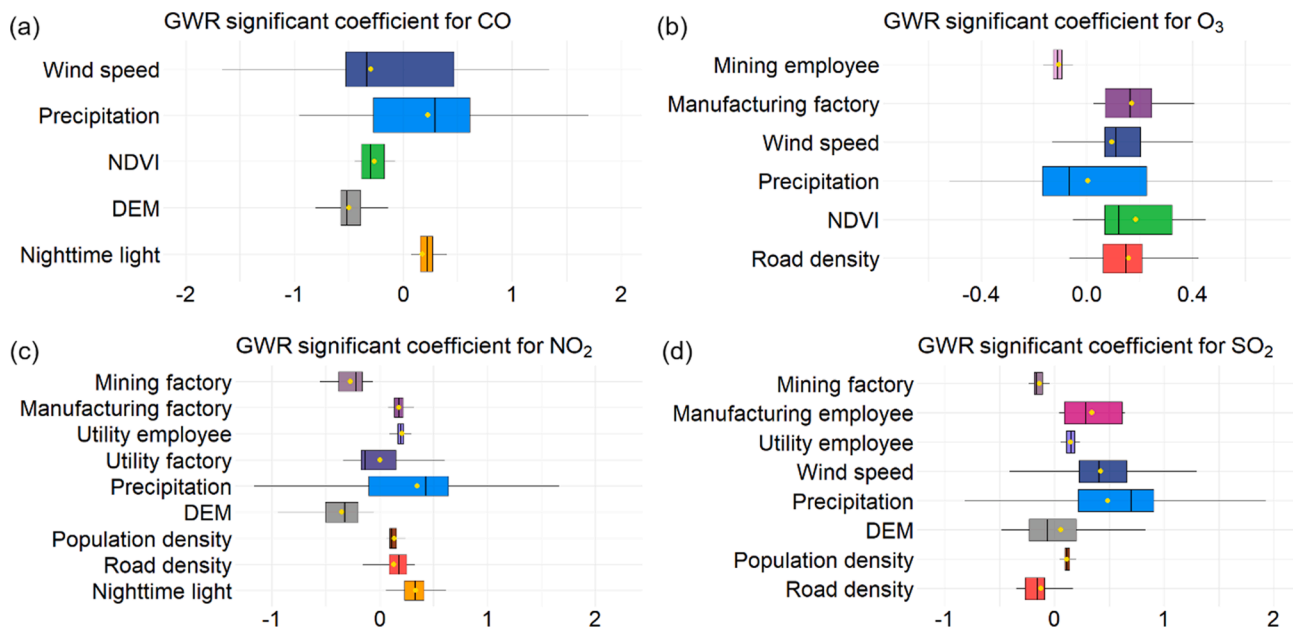 (a)
GWR significant coefficient for CO
Wind speed
Precipitation
NDVI
DEM
Nighttime light
-2 -1 0 1 2
(b)
GWR significant coefficient for O₃
Mining employee
Manufacturing factory
Wind speed
Precipitation
NDVI
Road density
-0.4 0.0 0.4
(c)
GWR significant coefficient for NO₂
Mining factory
Manufacturing factory
Utility employee
Utility factory
Precipitation
DEM
Population density
Road density
Nighttime light
-1 0 1 2
(d)
GWR significant coefficient for SO₂
Mining factory
Manufacturing employee
Utility employee
Wind speed
Precipitation
DEM
Population density
Road density
-1 0 1 2